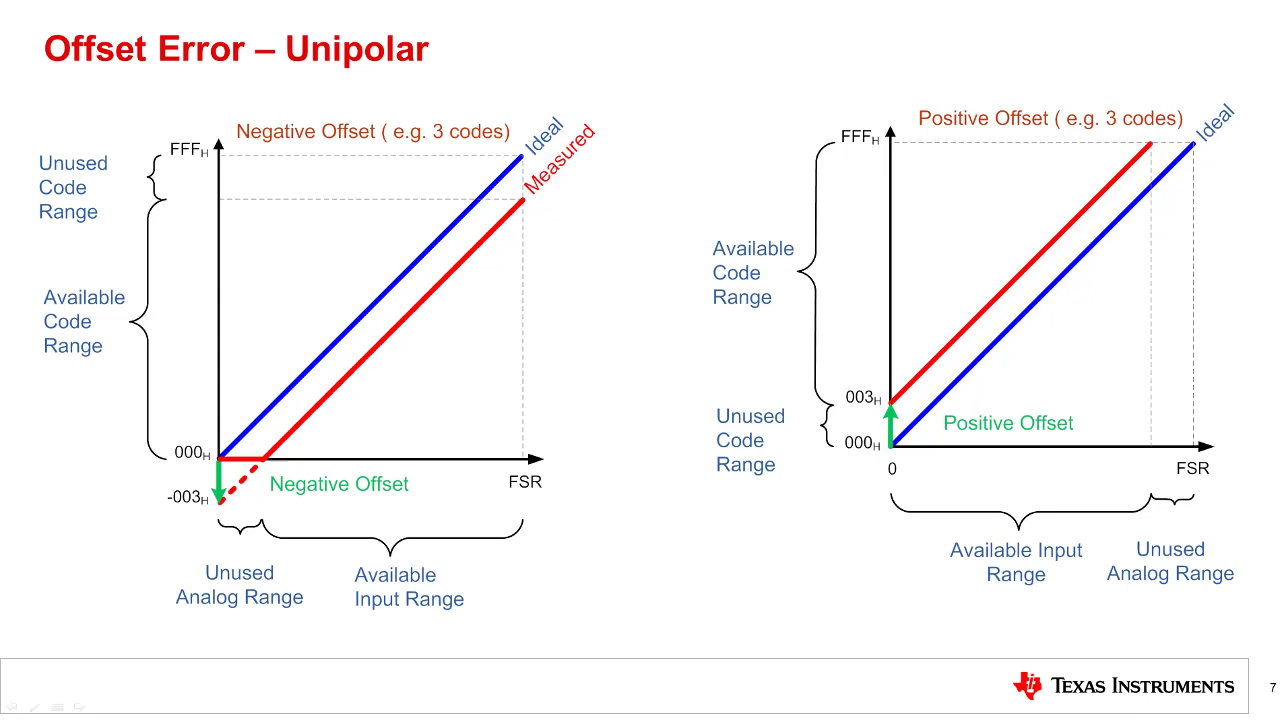 Offset Error – Unipolar
Negative Offset ( e.g. 3 codes)
Ideal
Measured
FFFH
Unused
Code
Range
Available
Code
Range
000H
-003H
Negative Offset
FSR
Unused
Analog Range
Available
Input Range
Positive Offset ( e.g. 3 codes)
Ideal
FFFH
Available
Code
Range
003H
Unused
Code
Range
000H
Positive Offset
0
FSR
Available Input
Range
Unused
Analog Range
TEXAS INSTRUMENTS
7